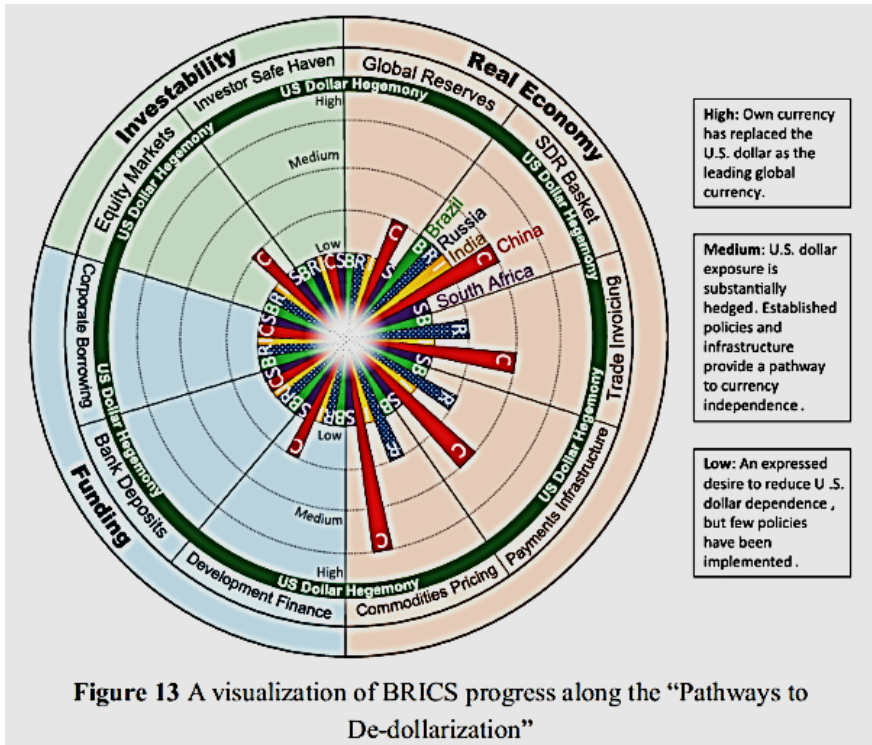 Investability
Real Economy
Funding
Investor Safe Haven
Equity Markets
Global Reserves
SDR Basket
Trade Invoicing
Payments Infrastructure
Commodities Pricing
Development Finance
Bank Deposits
Corporate Borrowing
US Dollar Hegemony
US Dollar Hegemony
US Dollar Hegemony
US Dollar Hegemony
US Dollar Hegemony
US Dollar Hegemony
High
Medium
Low
Low
Medium
High
Brazil
Russia
India
China
South Africa
B
R
I
C
S
High: Own currency
has replaced the
U.S. dollar as the
leading global
currency.
Medium: U.S. dollar
exposure is
substantially
hedged. Established
policies and
infrastructure
provide a pathway
to currency
independence.
Low: An expressed
desire to reduce U .S.
dollar dependence ,
but few policies
have been
implemented .
Figure 13 A visualization of BRICS progress along the “Pathways to
De-dollarization”